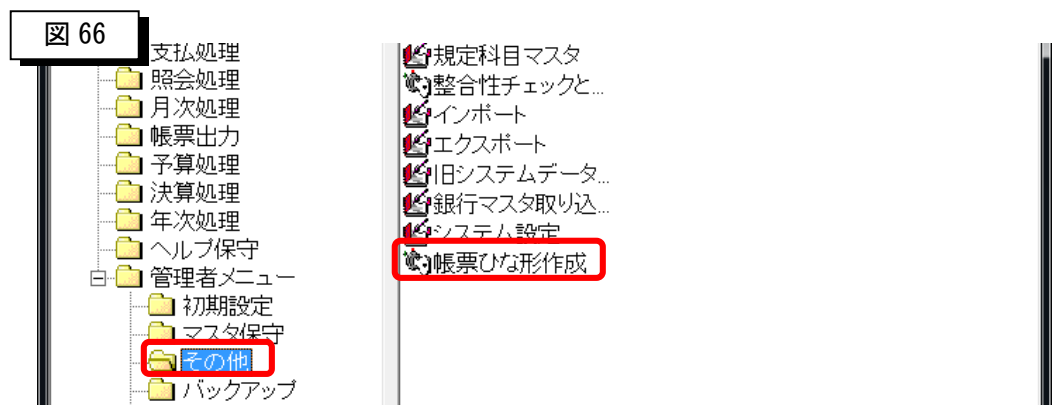 図 66
支払処理
照会処理
月次処理
帳票出力
予算処理
決算処理
年次処理
ヘルプ保守
管理者メニュー
初期設定
マスタ保守
その他
バックアップ
規定科目マスタ
整合性チェックと...
インポート
エクスポート
旧システムデータ...
銀行マスタ取り込...
システム設定
帳票ひな形作成